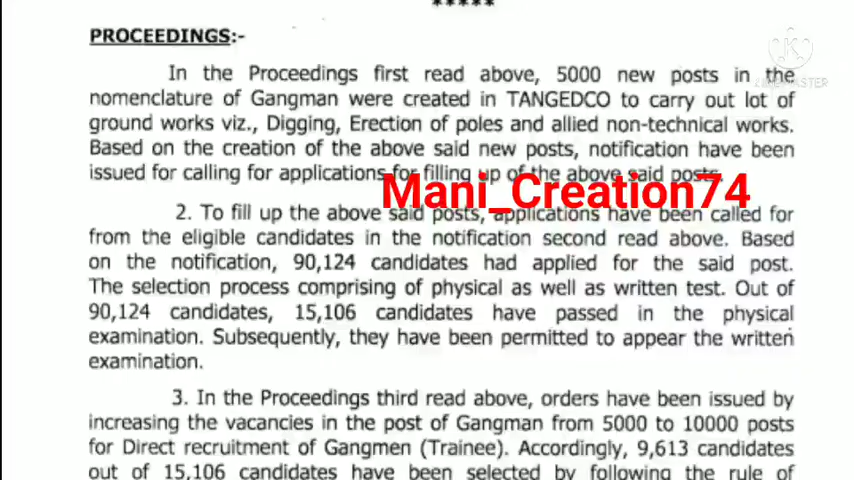 *****
PROCEEDINGS:-
In the Proceedings first read above, 5000 new posts in the
nomenclature of Gangman were created in TANGEDCO to carry out lot of
ground works viz., Digging, Erection of poles and allied non-technical works.
Based on the creation of the above said new posts, notification have been
issued for calling for applications for filling up of the above said posts.
Mani_Creation74
2. To fill up the above said posts, applications have been called for
from the eligible candidates in the notification second read above. Based
on the notification, 90,124 candidates had applied for the said post.
The selection process comprising of physical as well as written test. Out of
90,124 candidates, 15,106 candidates have passed in the physical
examination. Subsequently, they have been permitted to appear the written
examination.
3. In the Proceedings third read above, orders have been issued by
increasing the vacancies in the post of Gangman from 5000 to 10000 posts
for Direct recruitment of Gangmen (Trainee). Accordingly, 9,613 candidates
out of 15,106 candidates have been selected by following the rule of